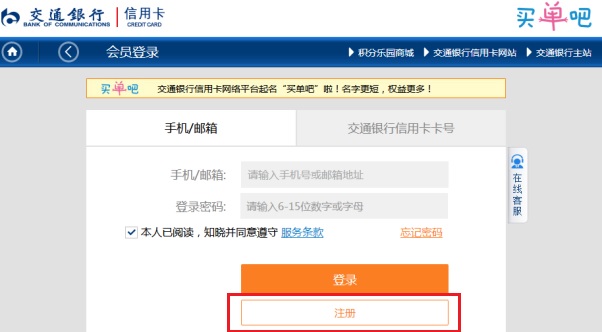 交通银行 信用卡
BANK OF COMMUNICATIONS CREDIT CARD
买单吧
会员登录 积分乐园商城 交通银行信用卡网站 交通银行主站
买单吧 交通银行信用卡网络平台起名“买单吧”啦！名字更短，权益更多！
手机/邮箱 交通银行信用卡卡号
手机/邮箱: 请输入手机号或邮箱地址
登录密码: 请输入6-15位数字或字母
本人已阅读，知晓并同意遵守 服务条款 忘记密码
登录
注册
在线客服